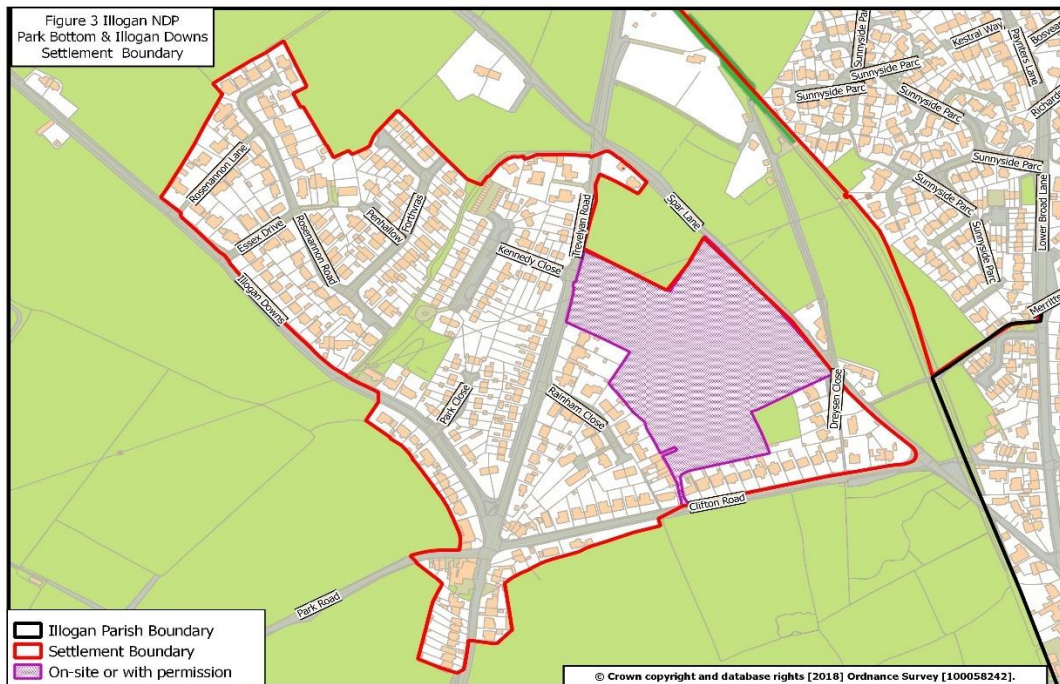 Figure 3 Illogan NDP
Park Bottom & Illogan Downs
Settlement Boundary
Kestral Way
Paynters Lane
Sunnyside Parc
Sunnyside Parc
Sunnyside Parc
Sunnyside Parc
Sunnyside Parc
Sunnyside Parc
Sunnyside Parc
Lower Broad Lane
Rosenannon Lane
Forthvras
Penhallow
Essex Drive
Rosenannon Road
Trevelyan Road
Spar Lane
Kennedy Close
Illogan Downs
Park Close
Rainham Close
Dreysen Close
Clifton Road
Park Road
Illogan Parish Boundary
Settlement Boundary
On-site or with permission
© Crown copyright and database rights [2018] Ordnance Survey [100058242].